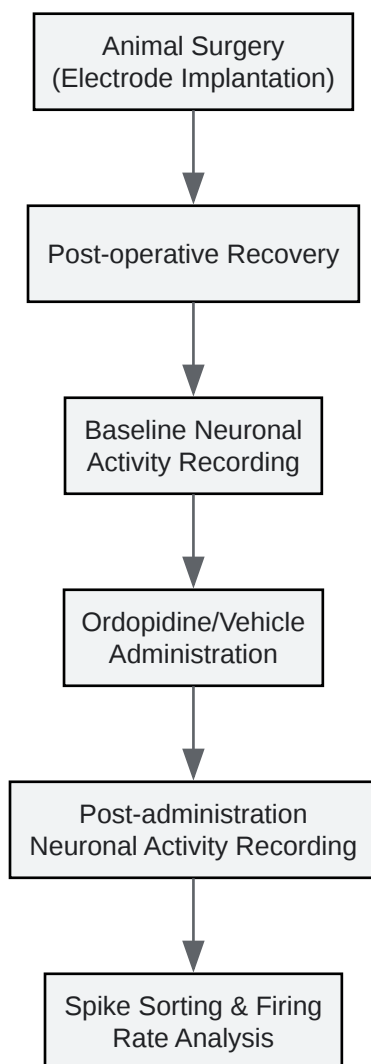 Animal Surgery
(Electrode Implantation)
Post-operative Recovery
Baseline Neuronal
Activity Recording
Ordopidine/Vehicle
Administration
Post-administration
Neuronal Activity Recording
Spike Sorting & Firing
Rate Analysis